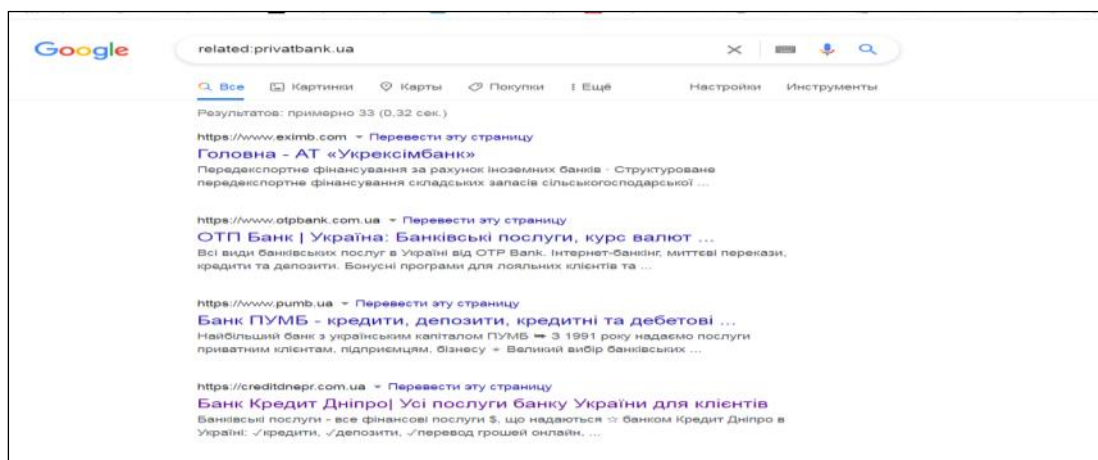 Google
related:privatbank.ua
Все Картинки Карты Покупки Ещё Настройки Инструменты
Результатов: примерно 33 (0,32 сек.)
https://www.eximb.com Перевести эту страницу
Головна - АТ «Укрексімбанк»
Передекспортне фінансування за рахунок іноземних банків · Структуроване
передекспортне фінансування складських запасів сільськогосподарської ...
https://www.otpbank.com.ua Перевести эту страницу
ОТП Банк | Україна: Банківські послуги, курс валют ...
Всі види банківських послуг в Україні від OTP Bank. Інтернет-банкінг, миттєві перекази,
кредити та депозити. Бонусні програми для лояльних клієнтів та ...
https://www.pumb.ua Перевести эту страницу
Банк ПУМБ - кредити, депозити, кредитні та дебетові ...
Найбільший банк з українським капіталом ПУМБ ➡ З 1991 року надаємо послуги
приватним клієнтам, підприємцям, бізнесу + Великий вибір банківських ...
https://creditdnepr.com.ua Перевести эту страницу
Банк Кредит Дніпро| Усі послуги банку України для клієнтів
Банківські послуги - все фінансові послуги $, що надаються ☆ банком Кредит Дніпро в
Україні: ✓кредити, ✓депозити, ✓перевод грошей онлайн, ...